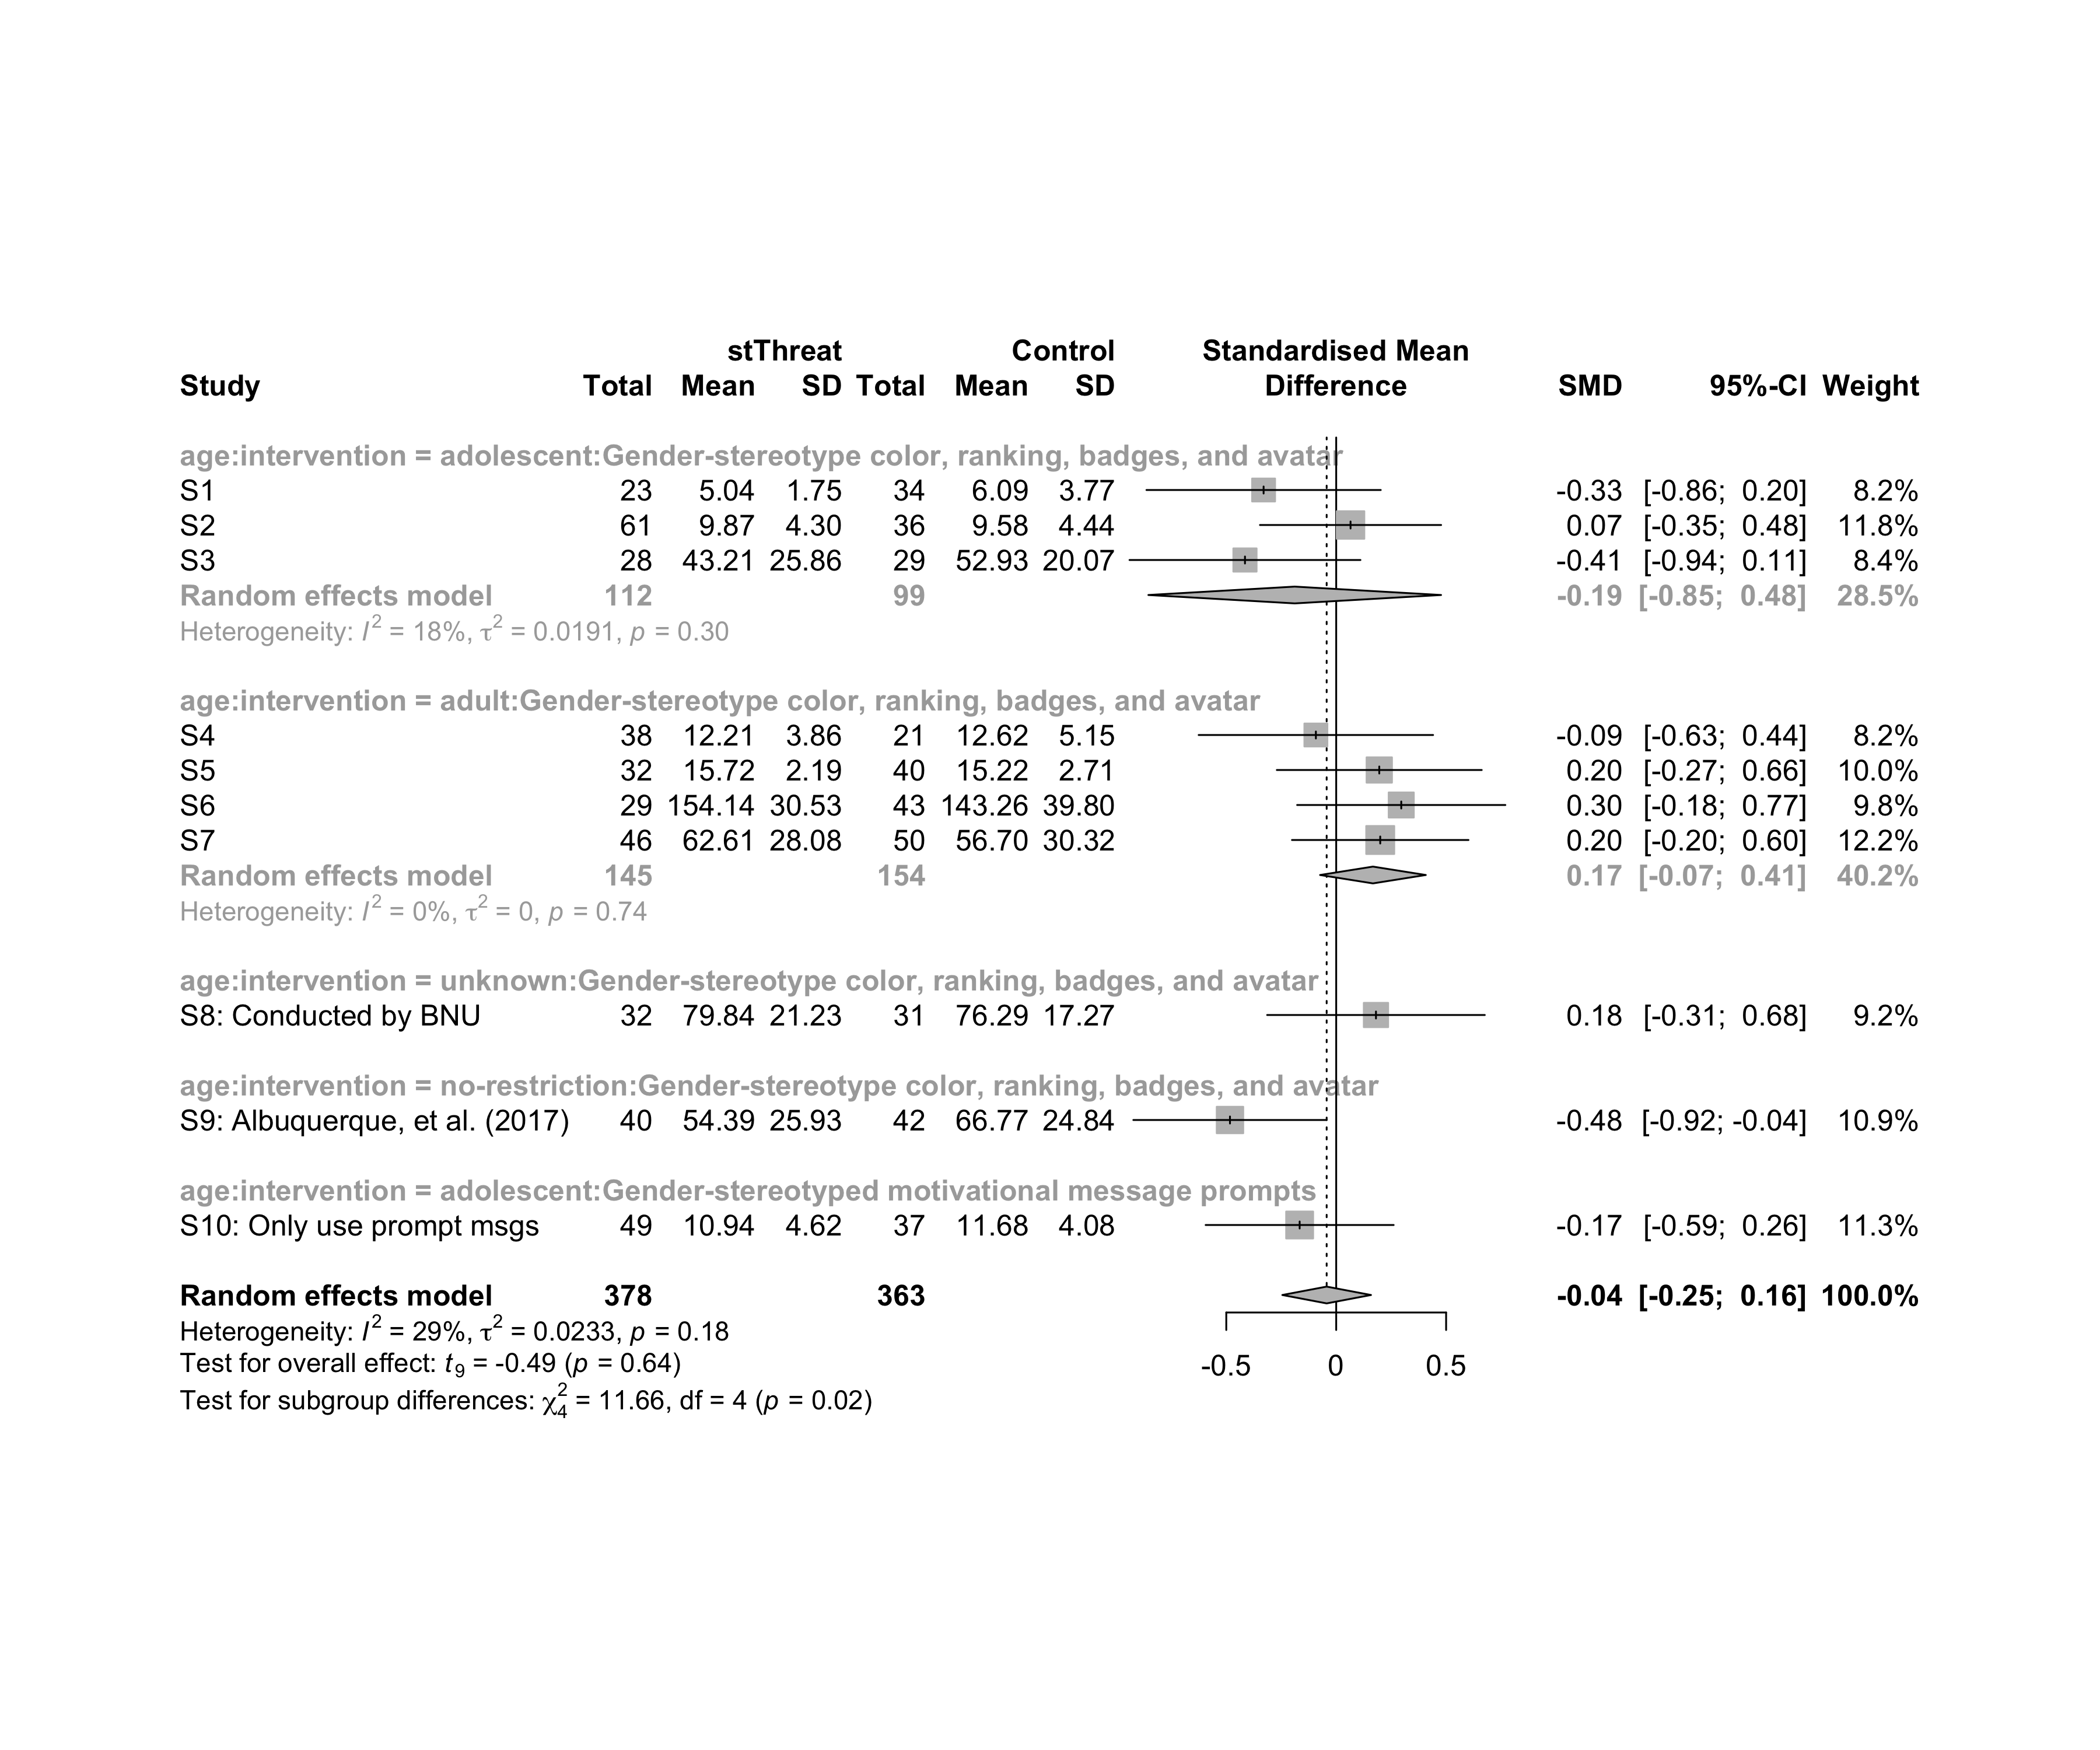 stThreat Control Standardised Mean
Study Total Mean SD Total Mean SD Difference SMD 95%-CI Weight
age:intervention = adolescent:Gender-stereotype color, ranking, badges, and avatar
S1 23 5.04 1.75 34 6.09 3.77 -0.33 [-0.86; 0.20] 8.2%
S2 61 9.87 4.30 36 9.58 4.44 0.07 [-0.35; 0.48] 11.8%
S3 28 43.21 25.86 29 52.93 20.07 -0.41 [-0.94; 0.11] 8.4%
Random effects model 112 99 -0.19 [-0.85; 0.48] 28.5%
Heterogeneity: I² = 18%, τ² = 0.0191, p = 0.30
age:intervention = adult:Gender-stereotype color, ranking, badges, and avatar
S4 38 12.21 3.86 21 12.62 5.15 -0.09 [-0.63; 0.44] 8.2%
S5 32 15.72 2.19 40 15.22 2.71 0.20 [-0.27; 0.66] 10.0%
S6 29 154.14 30.53 43 143.26 39.80 0.30 [-0.18; 0.77] 9.8%
S7 46 62.61 28.08 50 56.70 30.32 0.20 [-0.20; 0.60] 12.2%
Random effects model 145 154 0.17 [-0.07; 0.41] 40.2%
Heterogeneity: I² = 0%, τ² = 0, p = 0.74
age:intervention = unknown:Gender-stereotype color, ranking, badges, and avatar
S8: Conducted by BNU 32 79.84 21.23 31 76.29 17.27 0.18 [-0.31; 0.68] 9.2%
age:intervention = no-restriction:Gender-stereotype color, ranking, badges, and avatar
S9: Albuquerque, et al. (2017) 40 54.39 25.93 42 66.77 24.84 -0.48 [-0.92; -0.04] 10.9%
age:intervention = adolescent:Gender-stereotyped motivational message prompts
S10: Only use prompt msgs 49 10.94 4.62 37 11.68 4.08 -0.17 [-0.59; 0.26] 11.3%
Random effects model 378 363 -0.04 [-0.25; 0.16] 100.0%
Heterogeneity: I² = 29%, τ² = 0.0233, p = 0.18
Test for overall effect: t₉ = -0.49 (p = 0.64)
-0.5 0 0.5
Test for subgroup differences: χ²₄ = 11.66, df = 4 (p = 0.02)